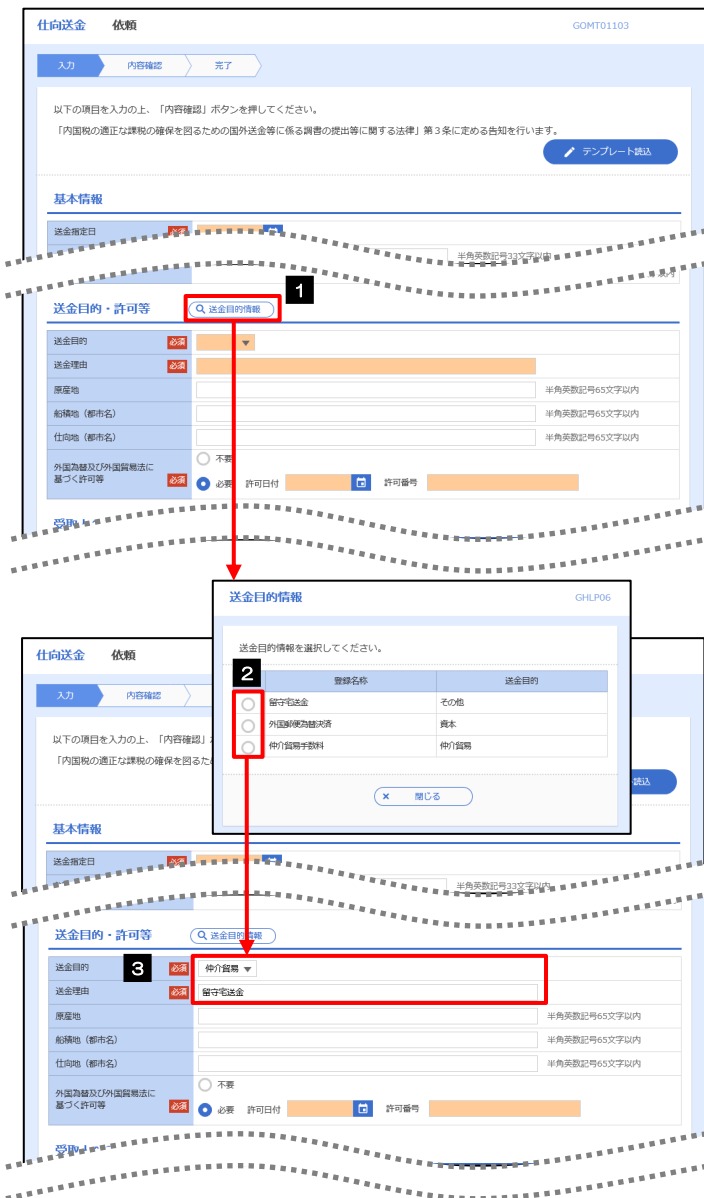 仕向送金 依頼 GOMT01103
入力 内容確認 完了
以下の項目を入力の上、「内容確認」ボタンを押してください。
「内国税の適正な課税の確保を図るための国外送金等に係る調書の提出等に関する法律」第3条に定める告知を行います。
テンプレート読込
基本情報
送金指定日 必須
半角英数記号33文字以内
以内
1
送金目的・許可等 送金目的情報
送金目的 必須
送金理由 必須
原産地 半角英数記号65文字以内
船積地（都市名） 半角英数記号65文字以内
仕向地（都市名） 半角英数記号65文字以内
外国為替及び外国貿易法に
基づく許可等 必須
不要
必要 許可日付 許可番号
送金目的情報 GHLP06
送金目的情報を選択してください。
2
登録名称 送金目的
留守宅送金 その他
外国郵便為替決済 資本
仲介貿易手数料 仲介貿易
× 閉じる
仕向送金 依頼
入力 内容確認
以下の項目を入力の上、「内容確認」
「内国税の適正な課税の確保を図るため
読込
基本情報
送金指定日 必須
半角英数記号33文字以内
送金目的・許可等 送金目的情報
3
送金目的 必須 仲介貿易
送金理由 必須 留守宅送金
原産地 半角英数記号65文字以内
船積地（都市名） 半角英数記号65文字以内
仕向地（都市名） 半角英数記号65文字以内
外国為替及び外国貿易法に
基づく許可等 必須
不要
必要 許可日付 許可番号